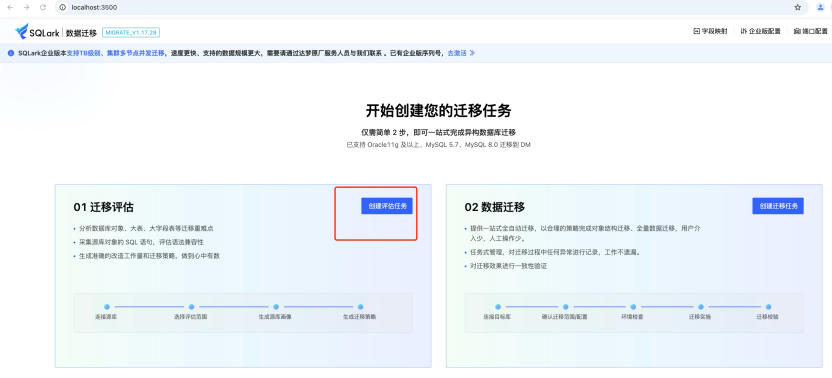 localhost:3500
SQLark 数据迁移 MIGRATE_V1.17.28 字段映射 企业版配置 端口配置
SQLark企业版本支持TB级别、集群多节点并发迁移，速度更快、支持的数据规模更大，需要请通过达梦原厂服务人员与我们联系 。已有企业版序列号，去激活
开始创建您的迁移任务
仅需简单 2 步，即可一站式完成异构数据库迁移
已支持 Oracle11g 及以上、MySQL 5.7、MySQL 8.0 迁移到 DM
01 迁移评估
创建评估任务
分析数据库对象、大表、大字段表等迁移重难点
采集源库对象的 SQL 语句，评估语法兼容性
生成准确的改造工作量和迁移策略，做到心中有数
连接源库 选择评估范围 生成源库画像 生成迁移策略
02 数据迁移
创建迁移任务
提供一站式全自动迁移，以合理的策略完成对象结构迁移、全量数据迁移，用户介
入少，人工操作少。
任务式管理，对迁移过程中任何异常进行记录，工作不遗漏。
对迁移效果进行一致性验证
连接目标库 确认迁移范围/配置 环境检查 迁移实施 迁移校验